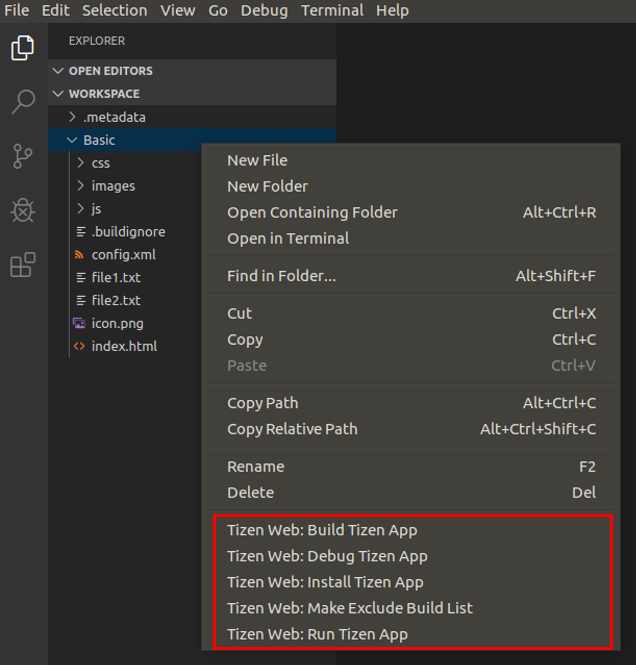 File Edit Selection View Go Debug Terminal Help
EXPLORER
OPEN EDITORS
WORKSPACE
.metadata
Basic
css
images
js
.buildignore
config.xml
file1.txt
file2.txt
icon.png
index.html
New File
New Folder
Open Containing Folder Alt+Ctrl+R
Open in Terminal
Find in Folder... Alt+Shift+F
Cut Ctrl+X
Copy Ctrl+C
Paste Ctrl+V
Copy Path Alt+Ctrl+C
Copy Relative Path Alt+Ctrl+Shift+C
Rename F2
Delete Del
Tizen Web: Build Tizen App
Tizen Web: Debug Tizen App
Tizen Web: Install Tizen App
Tizen Web: Make Exclude Build List
Tizen Web: Run Tizen App